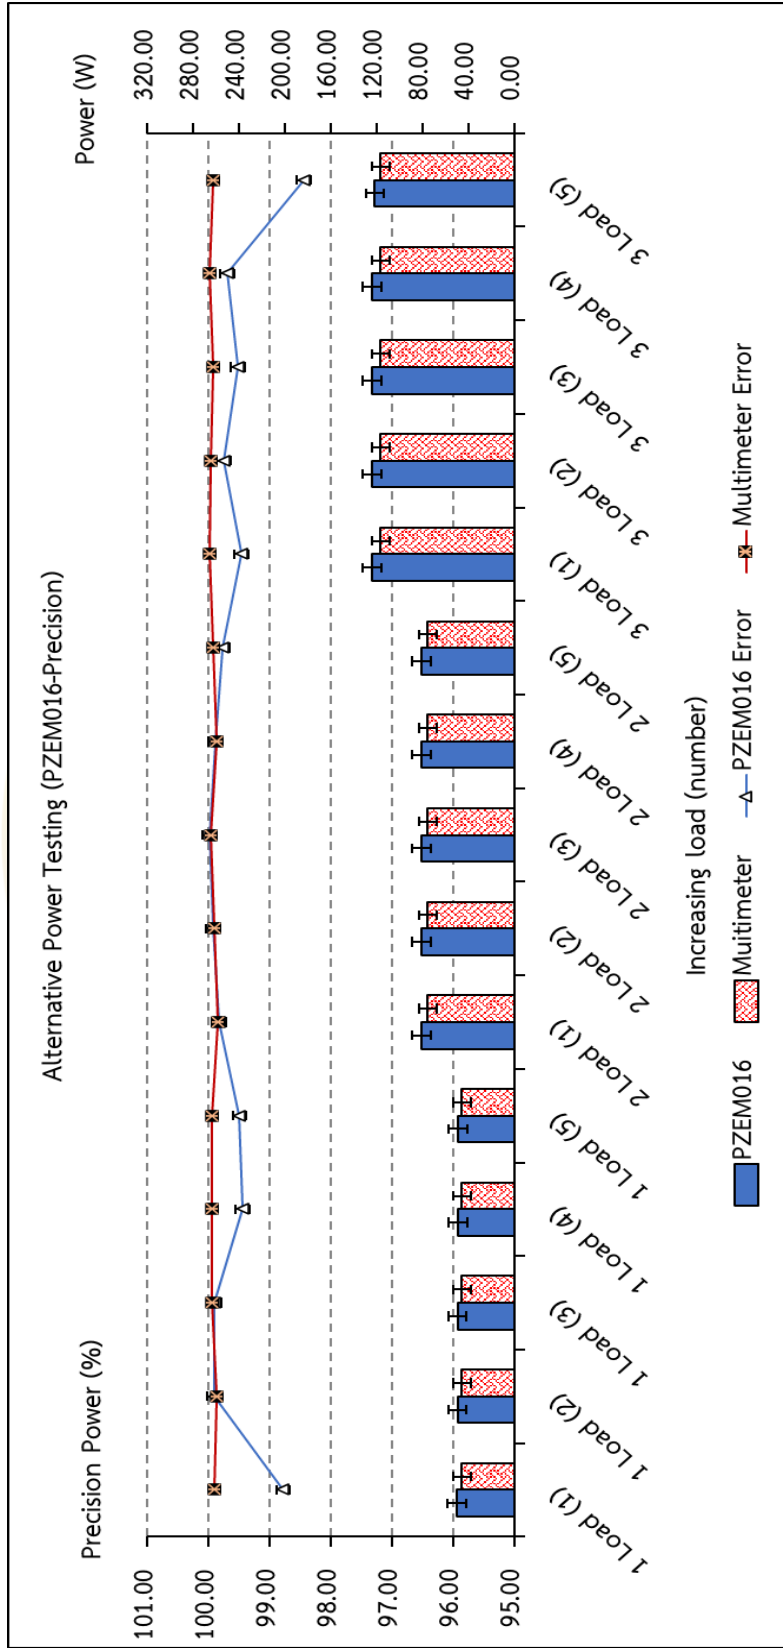 Alternative Power Testing (PZEM016-Precision)
Precision Power (%)
Power (W)
101.00
100.00
99.00
98.00
97.00
96.00
95.00
320.00
280.00
240.00
200.00
160.00
120.00
80.00
40.00
0.00
1 Load (1)
1 Load (2)
1 Load (3)
1 Load (4)
1 Load (5)
2 Load (1)
2 Load (2)
2 Load (3)
2 Load (4)
2 Load (5)
3 Load (1)
3 Load (2)
3 Load (3)
3 Load (4)
3 Load (5)
Increasing load (number)
PZEM016
Muitimeter
PZEM016 Error
Multimeter Error